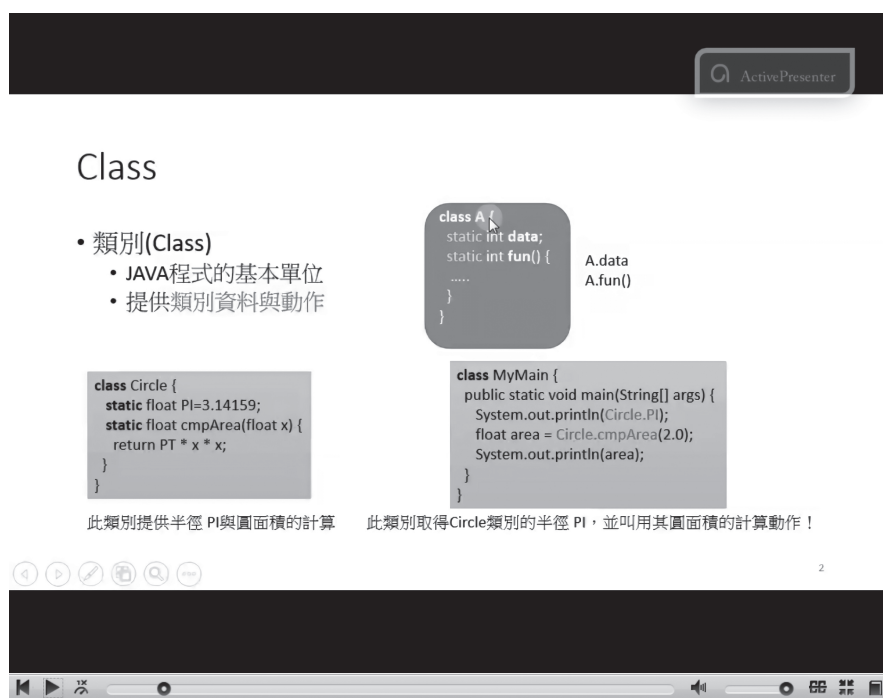 ActivePresenter
Class
• 類別(Class)
• JAVA程式的基本單位
• 提供類別資料與動作
class A {
static int data;
static int fun() {
.....
}
}
A.data
A.fun()
class Circle {
static float PI=3.14159;
static float cmpArea(float x) {
return PT * x * x;
}
}
此類別提供半徑 PI與圓面積的計算
class MyMain {
public static void main(String[] args) {
System.out.println(Circle.PI);
float area = Circle.cmpArea(2.0);
System.out.println(area);
}
}
此類別取得Circle類別的半徑 PI，並叫用其圓面積的計算動作！
2
1X